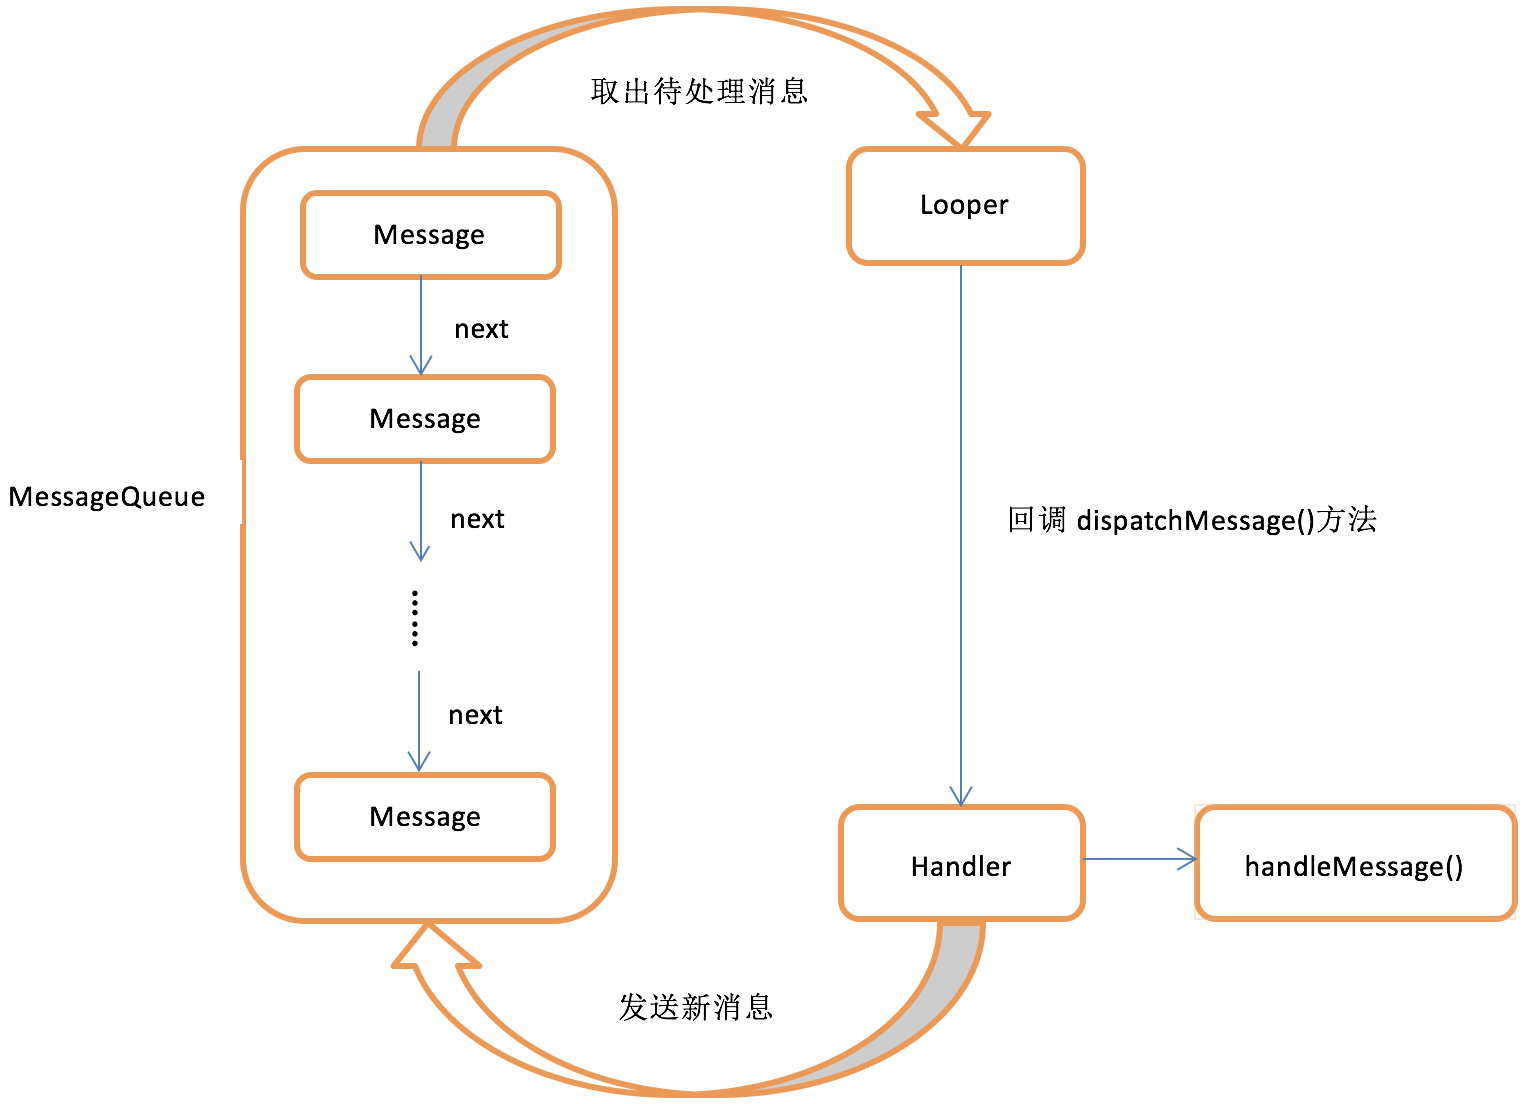 取出待处理消息
Message
Looper
next
Message
MessageQueue
next
回调 dispatchMessage()方法
next
Message
Handler
handleMessage()
发送新消息